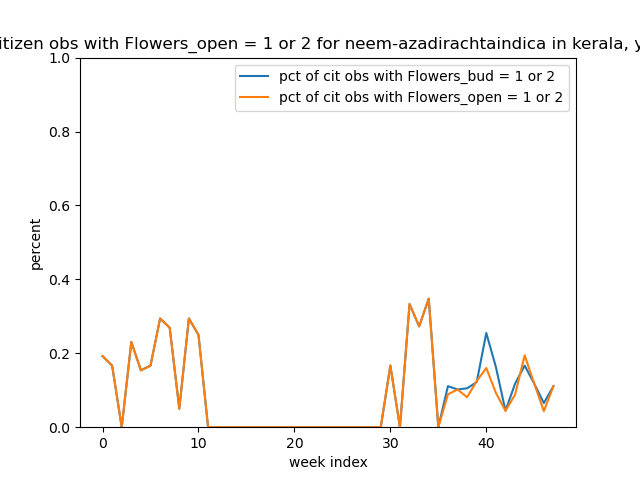 obs with Flowers_open = 1 or 2 for neem-azadirachtaindica in kerala,
pct of cit obs with Flowers_bud = 1 or 2
pct of cit obs with Flowers_open = 1 or 2
1.0
0.8
0.6
0.4
0.2
0.0
percent
0 10 20 30 40
week index